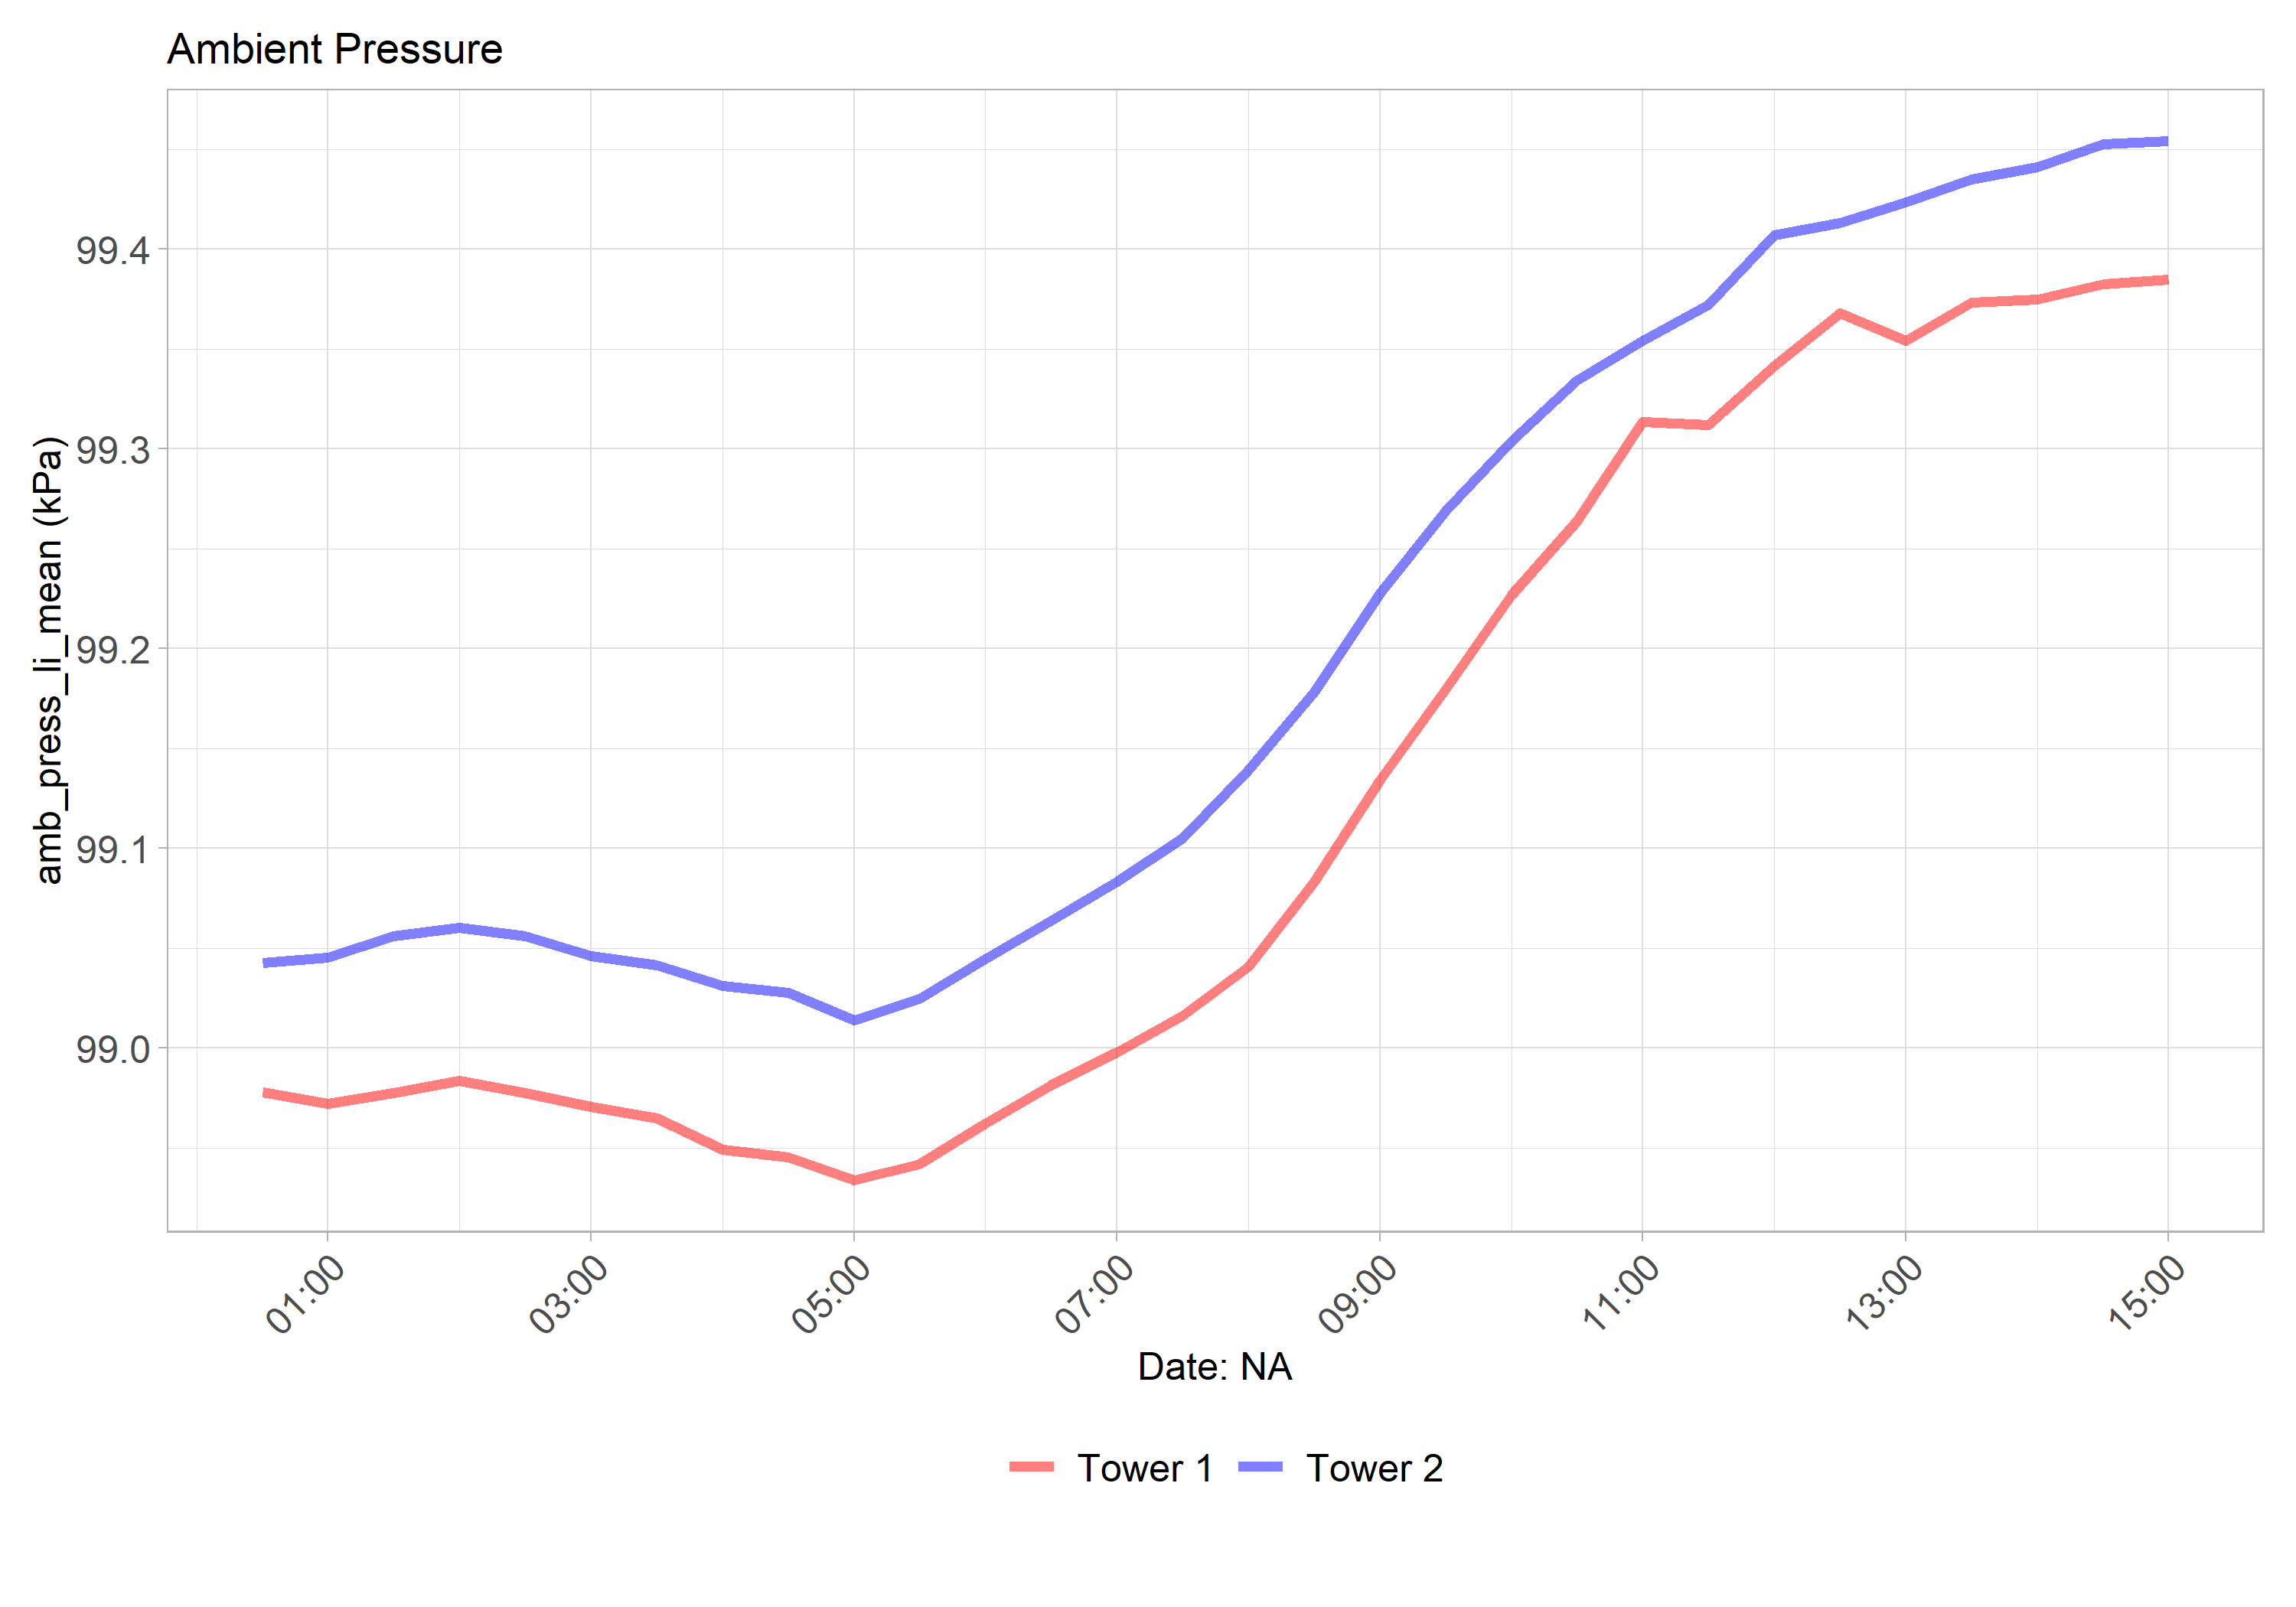 Ambient Pressure
amb_press_li_mean (kPa)
99.4
99.3
99.2
99.1
99.0
01:00
03:00
05:00
07:00
09:00
11:00
13:00
15:00
Date: NA
Tower 1
Tower 2